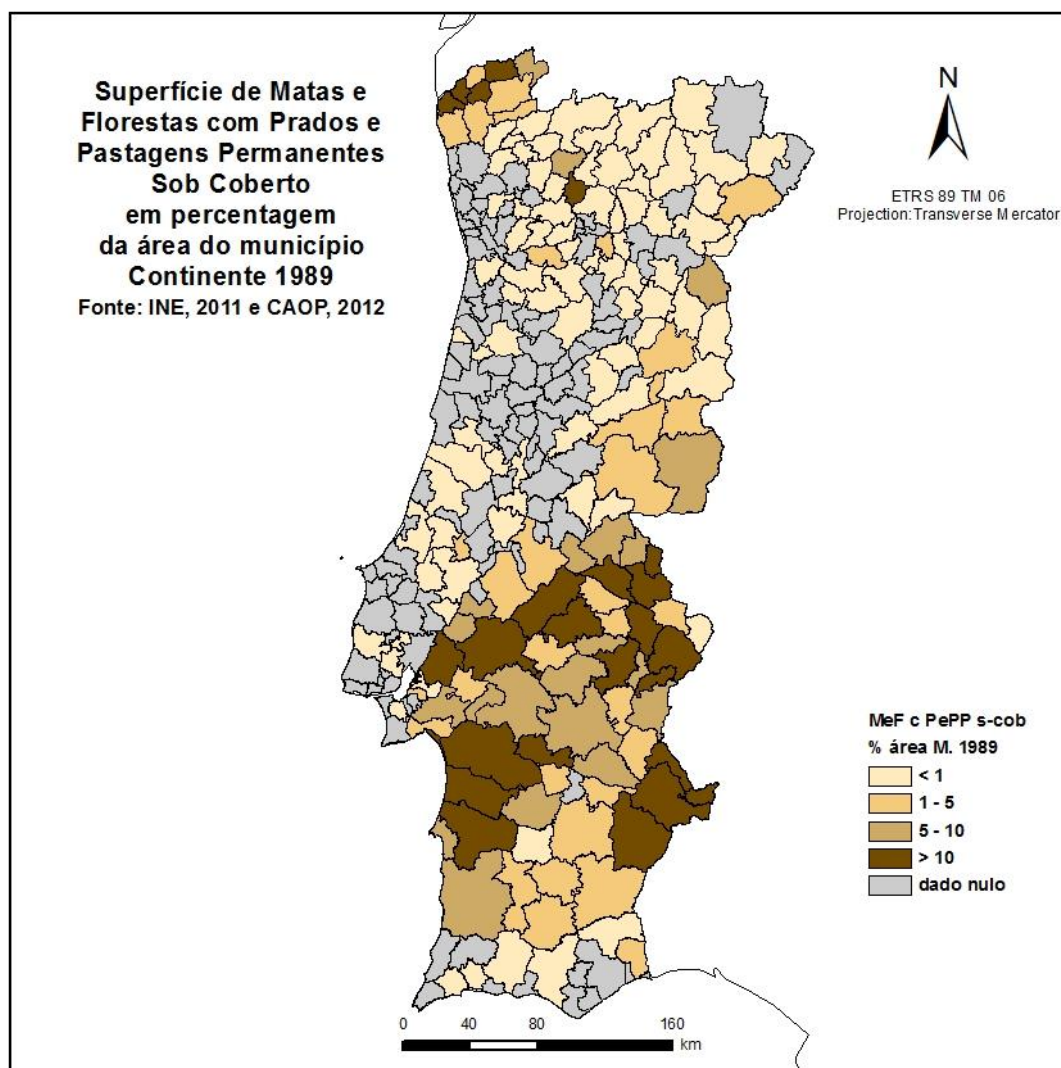 Superfície de Matas e
Florestas com Prados e
Pastagens Permanentes
Sob Coberto
em percentagem
da área do município
Continente 1989
Fonte: INE, 2011 e CAOP, 2012
N
ETRS 89 TM 06
Projection: Transverse Mercator
MeF c PePP s-cob
% área M. 1989
< 1
1 - 5
5 - 10
> 10
dado nulo
0 40 80 160
km